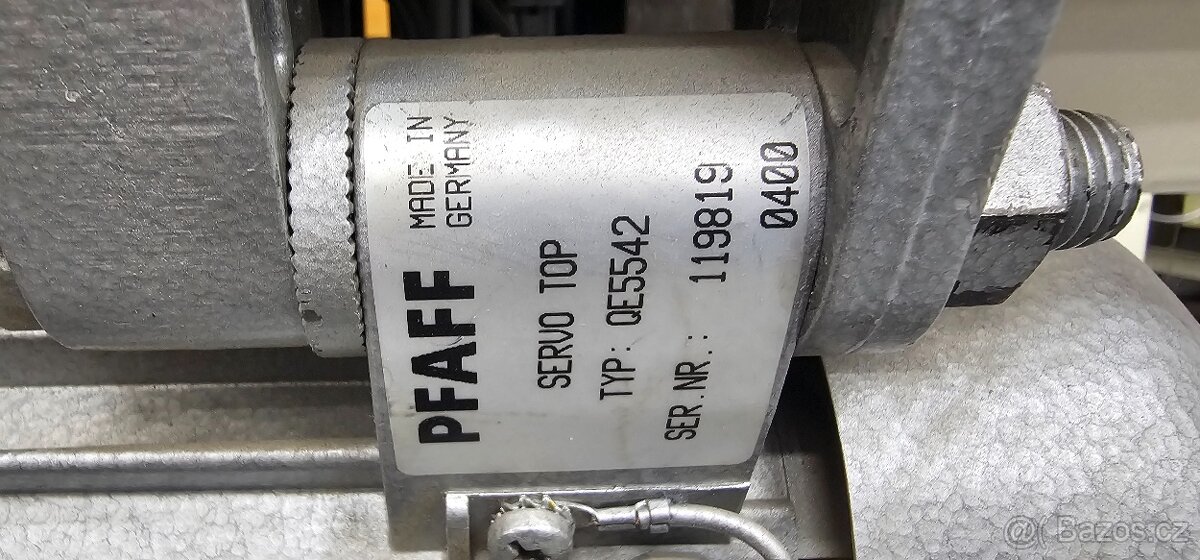 PFAFF
MADE IN
GERMANY
SERVO TOP
TYP: QE5542
SER.NR.: 119819
0400
@( Bazos.cz